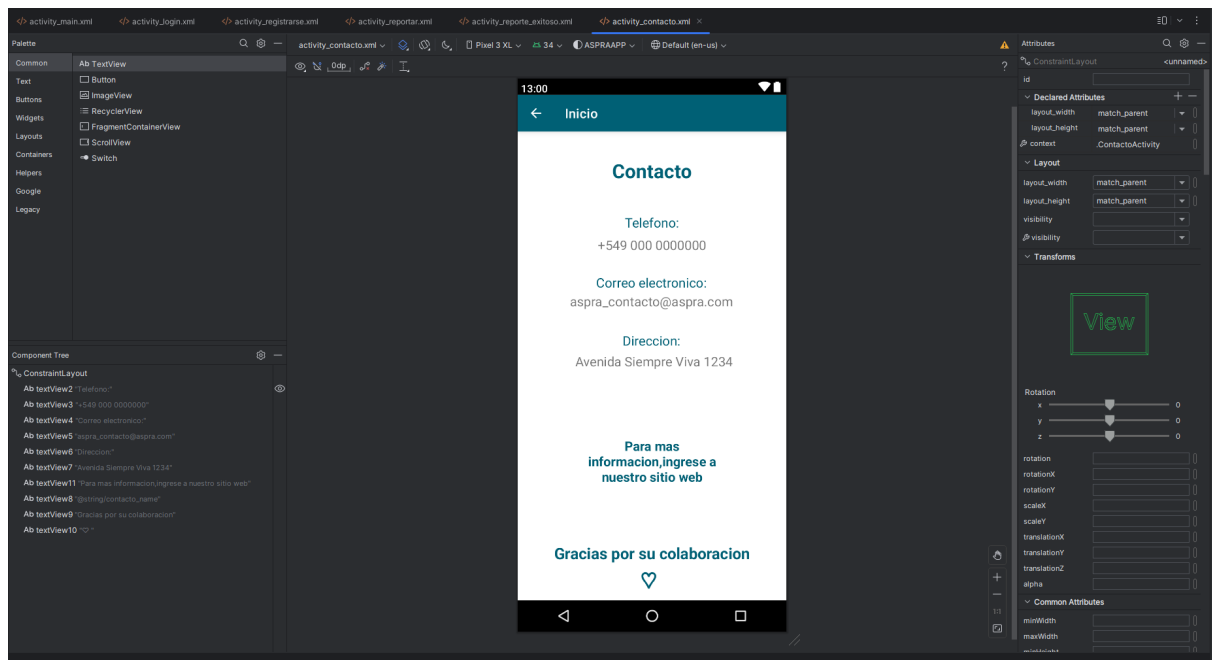 activity_main.xml
activity_login.xml
activity_registrarse.xml
activity_reportar.xml
activity_reporte_exitoso.xml
activity_contacto.xml
Palette
activity_contacto.xml
Pixel 3 XL
34
ASPRAAPP
Default (en-us)
Attributes
Common
Text
Buttons
Widgets
Layouts
Containers
Helpers
Google
Legacy
Ab TextView
Button
ImageView
RecyclerView
FragmentContainerView
ScrollView
Switch
0dp
?
Component Tree
ConstraintLayout
Ab textView2 "Telefono:"
Ab textView3 "+549 000 0000000"
Ab textView4 "Correo electronico:"
Ab textView5 "aspra_contacto@aspra.com"
Ab textView6 "Direccion:"
Ab textView7 "Avenida Siempre Viva 1234"
Ab textView11 "Para mas informacion,ingrese a nuestro sitio web"
Ab textView8 "@string/contacto_name"
Ab textView9 "Gracias por su colaboracion"
Ab textView10 "♡ "
13:00
Inicio
Contacto
Telefono:
+549 000 0000000
Correo electronico:
aspra_contacto@aspra.com
Direccion:
Avenida Siempre Viva 1234
Para mas
informacion,ingrese a
nuestro sitio web
Gracias por su colaboracion
♡
1:1
ConstraintLayout <unnamed>
id
Declared Attributes
layout_width match_parent
layout_height match_parent
context .ContactoActivity
Layout
layout_width match_parent
layout_height match_parent
visibility
visibility
Transforms
View
Rotation
x 0
y 0
z 0
rotation
rotationX
rotationY
scaleX
scaleY
translationX
translationY
translationZ
alpha
Common Attributes
minWidth
maxWidth
minHeight